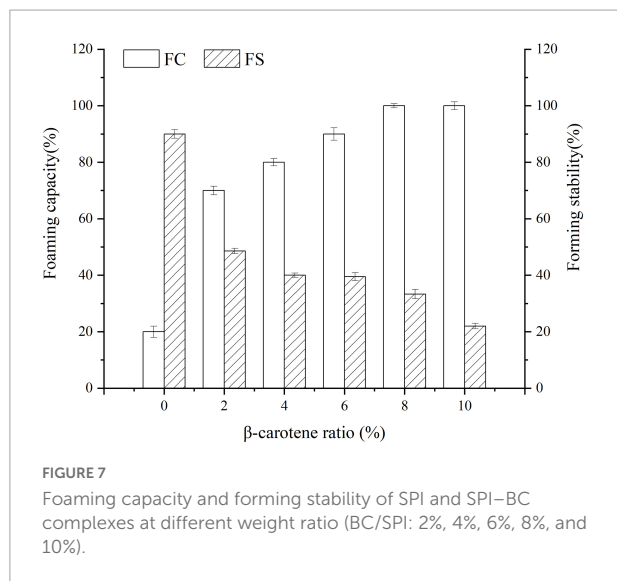 FC FS
120 120
100 100
80 80
60 60
40 40
20 20
0 0
Foaming capacity(%)
Forming stability(%)
0 2 4 6 8 10
β-carotene ratio (%)
FIGURE 7
Foaming capacity and forming stability of SPI and SPI–BC
complexes at different weight ratio (BC/SPI: 2%, 4%, 6%, 8%, and
10%).